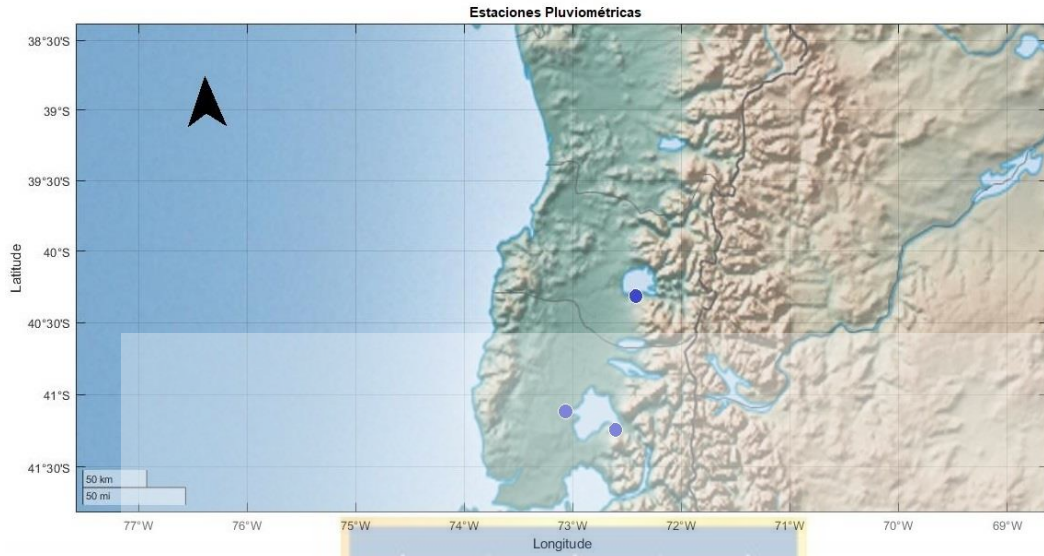 Estaciones Pluviométricas
38°30'S
39°S
39°30'S
40°S
40°30'S
41°S
41°30'S
Latitude
50 km
50 mi
77°W 76°W 75°W 74°W 73°W 72°W 71°W 70°W 69°W
Longitude